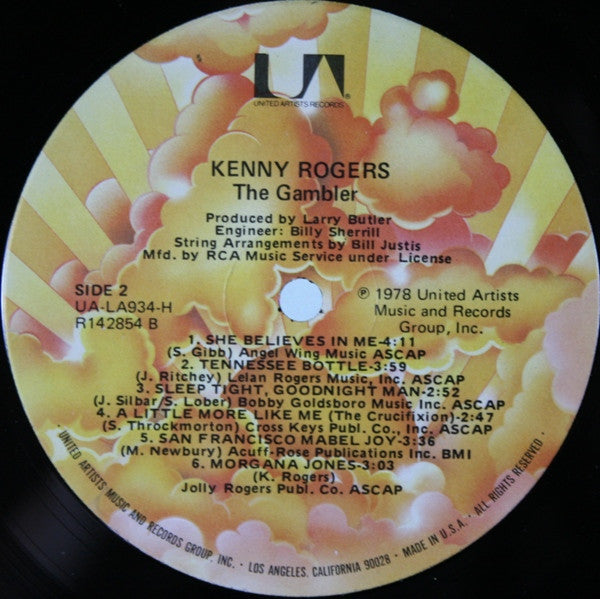 UA
UNITED ARTISTS RECORDS ®
KENNY ROGERS
The Gambler
Produced by Larry Butler
Engineer: Billy Sherrill
String Arrangements by Bill Justis
Mfd. by RCA Music Service under License
SIDE 2
UA-LA934-H
R142854 B
℗ 1978 United Artists
Music and Records
Group, Inc.
1. SHE BELIEVES IN ME-4:11
(S. Gibb) Angel Wing Music ASCAP
2. TENNESSEE BOTTLE-3:59
(J. Ritchey) Lelan Rogers Music, Inc. ASCAP
3. SLEEP TIGHT, GOODNIGHT MAN-2:52
(J. Silbar/S. Lober) Bobby Goldsboro Music Inc. ASCAP
4. A LITTLE MORE LIKE ME (The Crucifixion)-2:47
(S. Throckmorton) Cross Keys Publ. Co., Inc. ASCAP
5. SAN FRANCISCO MABEL JOY-3:36
(M. Newbury) Acuff-Rose Publications Inc. BMI
6. MORGANA JONES-3:03
(K. Rogers)
Jolly Rogers Publ. Co. ASCAP
· UNITED ARTISTS MUSIC AND RECORDS GROUP, INC. · LOS ANGELES, CALIFORNIA 90028 · MADE IN U.S.A. · ALL RIGHTS RESERVED ·